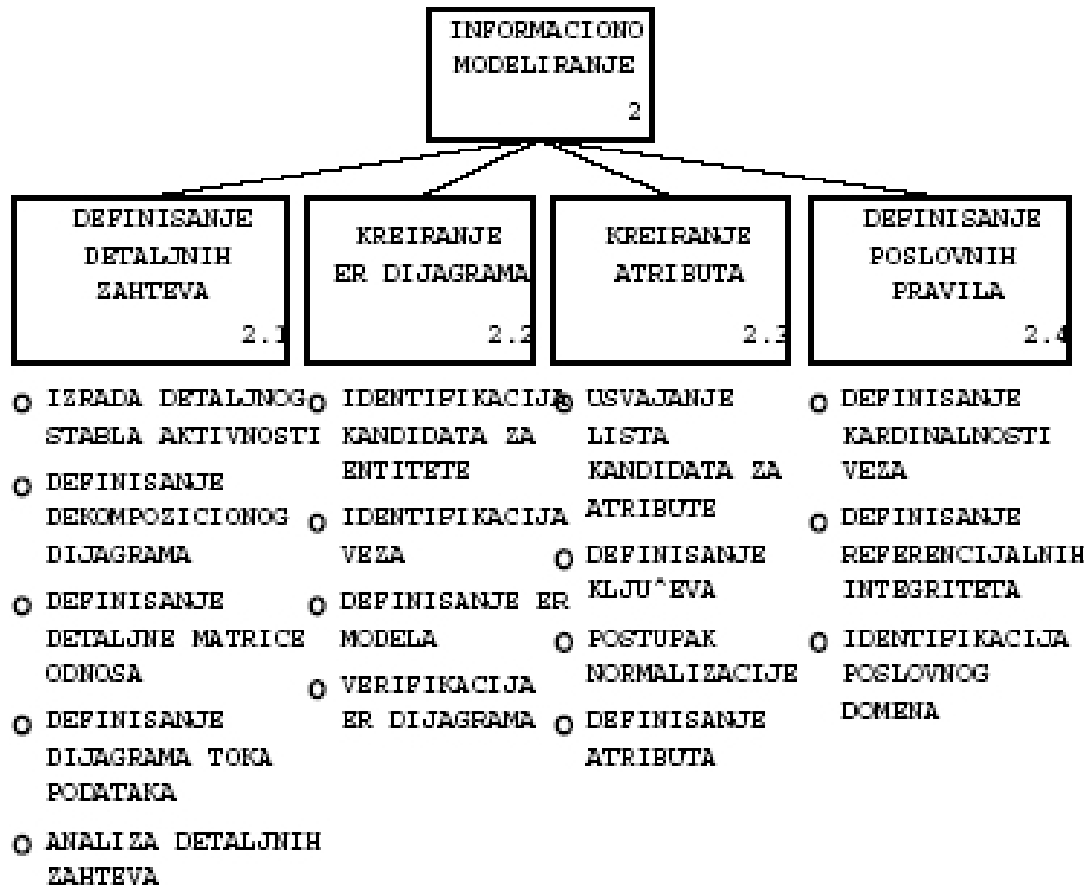 INFORMACIONO
MODELIRANJE
2
DEFINISANJE
DETALJNIH
ZAHTEVA
2.1
KREIRANJE
ER DIJAGRAMA
2.2
KREIRANJE
ATRIBUTA
2.3
DEFINISANJE
POSLOVNIH
PRAVILA
2.4
O IZRADA DETALJNOG
STABLA AKTIVNOSTI
O DEFINISANJE
DEKOMPOZICIONOG
DIJAGRAMA
O DEFINISANJE
DETALJNE MATRICE
ODNOSA
O DEFINISANJE
DIJAGRAMA TOKA
PODATAKA
O ANALIZA DETALJNIH
ZAHTEVA
O IDENTIFIKACIJA
KANDIDATA ZA
ENTITETE
O IDENTIFIKACIJA
VEZA
O DEFINISANJE ER
MODELA
O VERIFIKACIJA
ER DIJAGRAMA
O USVAJANJE
LISTA
KANDIDATA ZA
ATRIBUTE
O DEFINISANJE
KLJU^EVA
O POSTUPAK
NORMALIZACIJE
O DEFINISANJE
ATRIBUTA
O DEFINISANJE
KARDINALNOSTI
VEZA
O DEFINISANJE
REFERENCIJALNIH
INTEGRITETA
O IDENTIFIKACIJA
POSLOVNOG
DOMENA